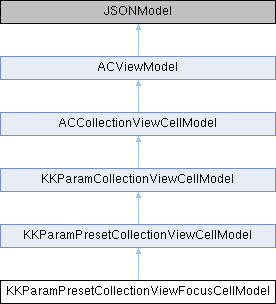 JSONModel
ACViewModel
ACCollectionViewCellModel
KKParamCollectionViewCellModel
KKParamPresetCollectionViewCellModel
KKParamPresetCollectionViewFocusCellModel